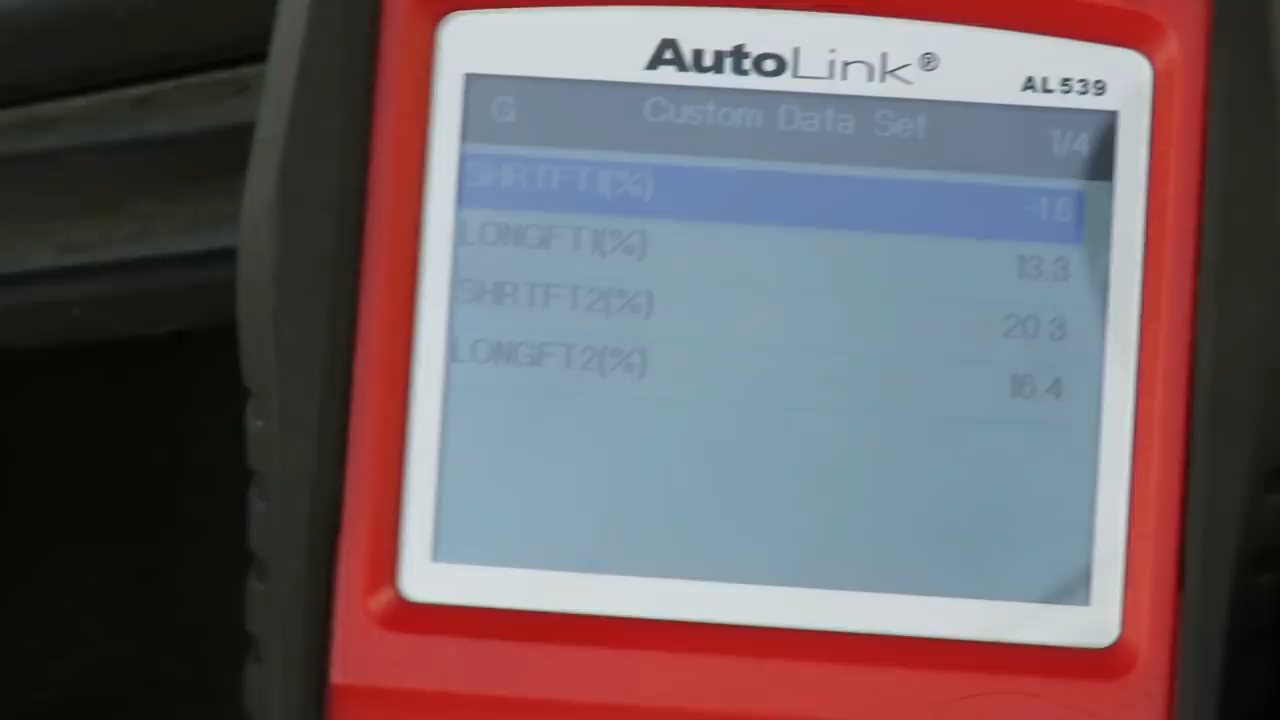 AutoLink®
AL539
G Custom Data Set 1/4
SHRTFT1(%) -1.6
LONGFT1(%) 13.3
SHRTFT2(%) 20.3
LONGFT2(%) 16.4